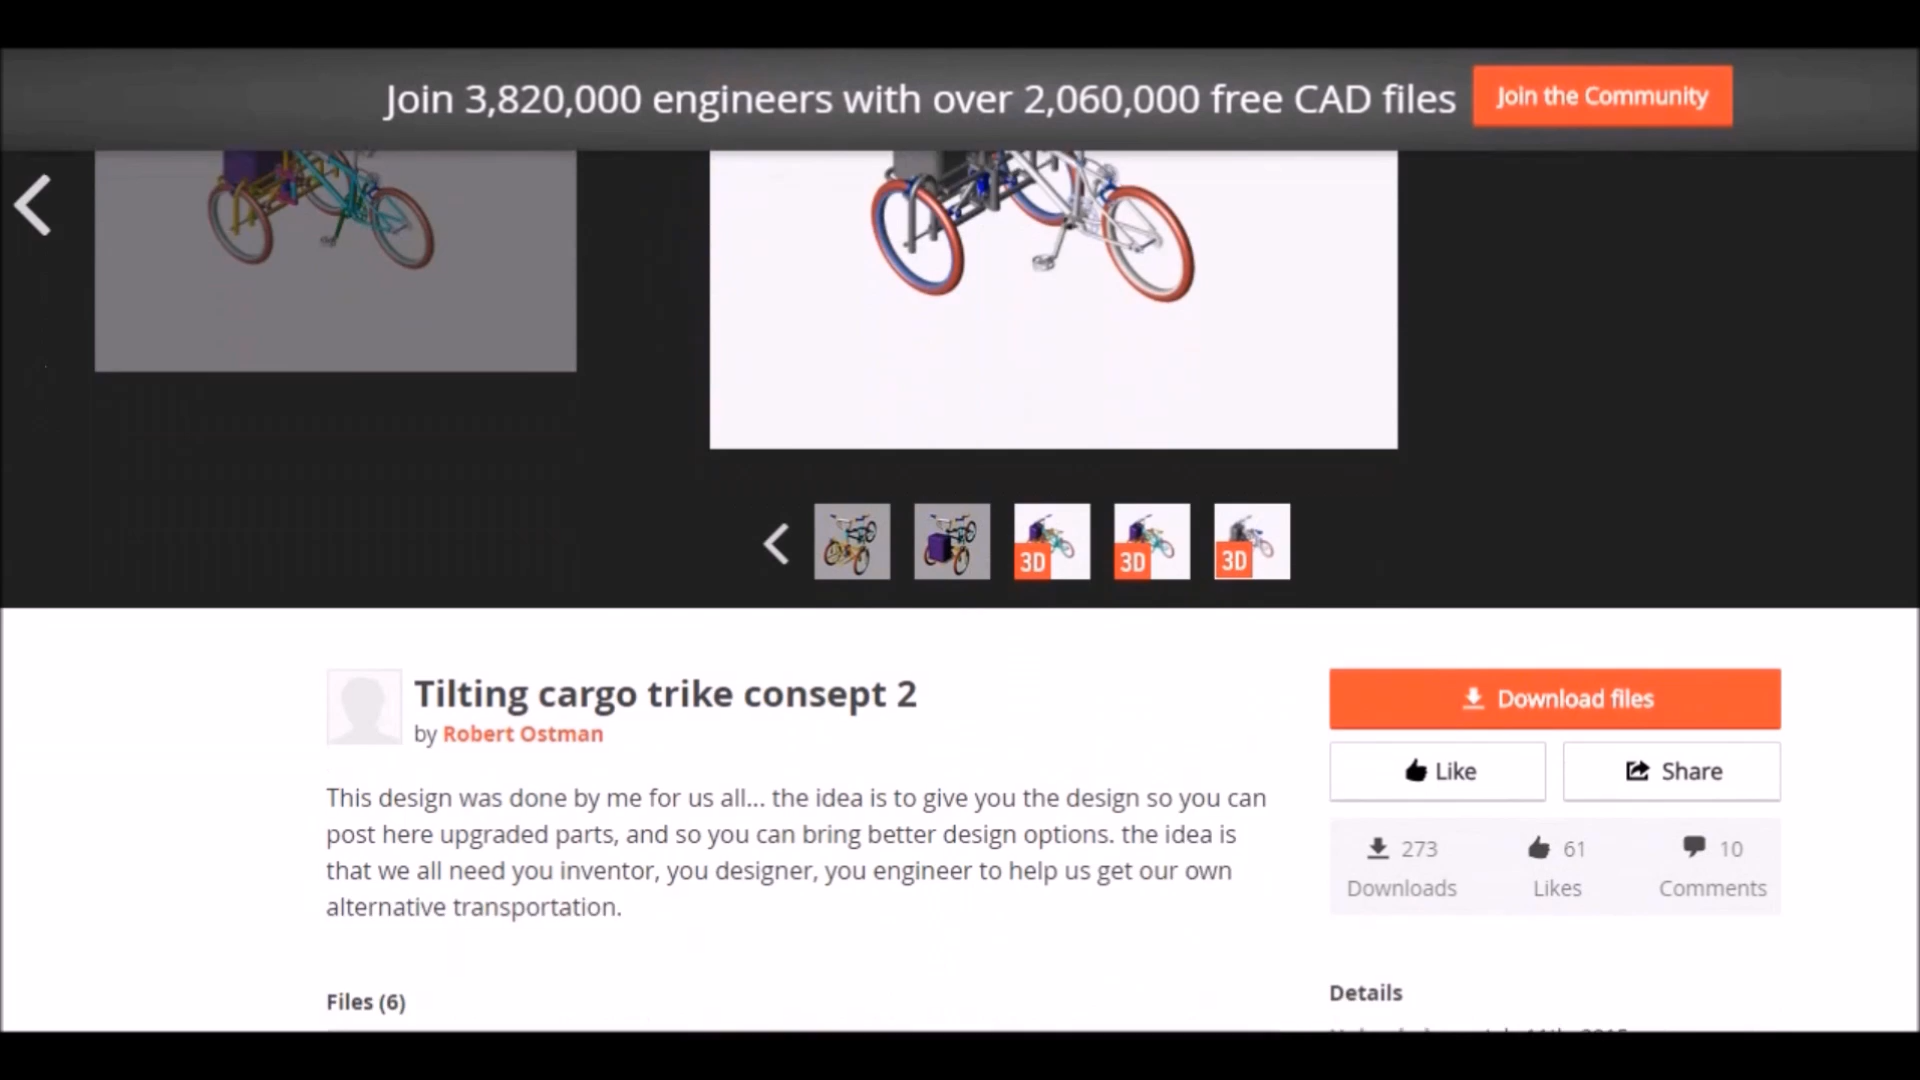 Join 3,820,000 engineers with over 2,060,000 free CAD files
Join the Community
3D
3D
3D
Tilting cargo trike consept 2
by Robert Ostman
This design was done by me for us all... the idea is to give you the design so you can
post here upgraded parts, and so you can bring better design options. the idea is
that we all need you inventor, you designer, you engineer to help us get our own
alternative transportation.
Files (6)
Download files
Like
Share
273
61
10
Downloads
Likes
Comments
Details